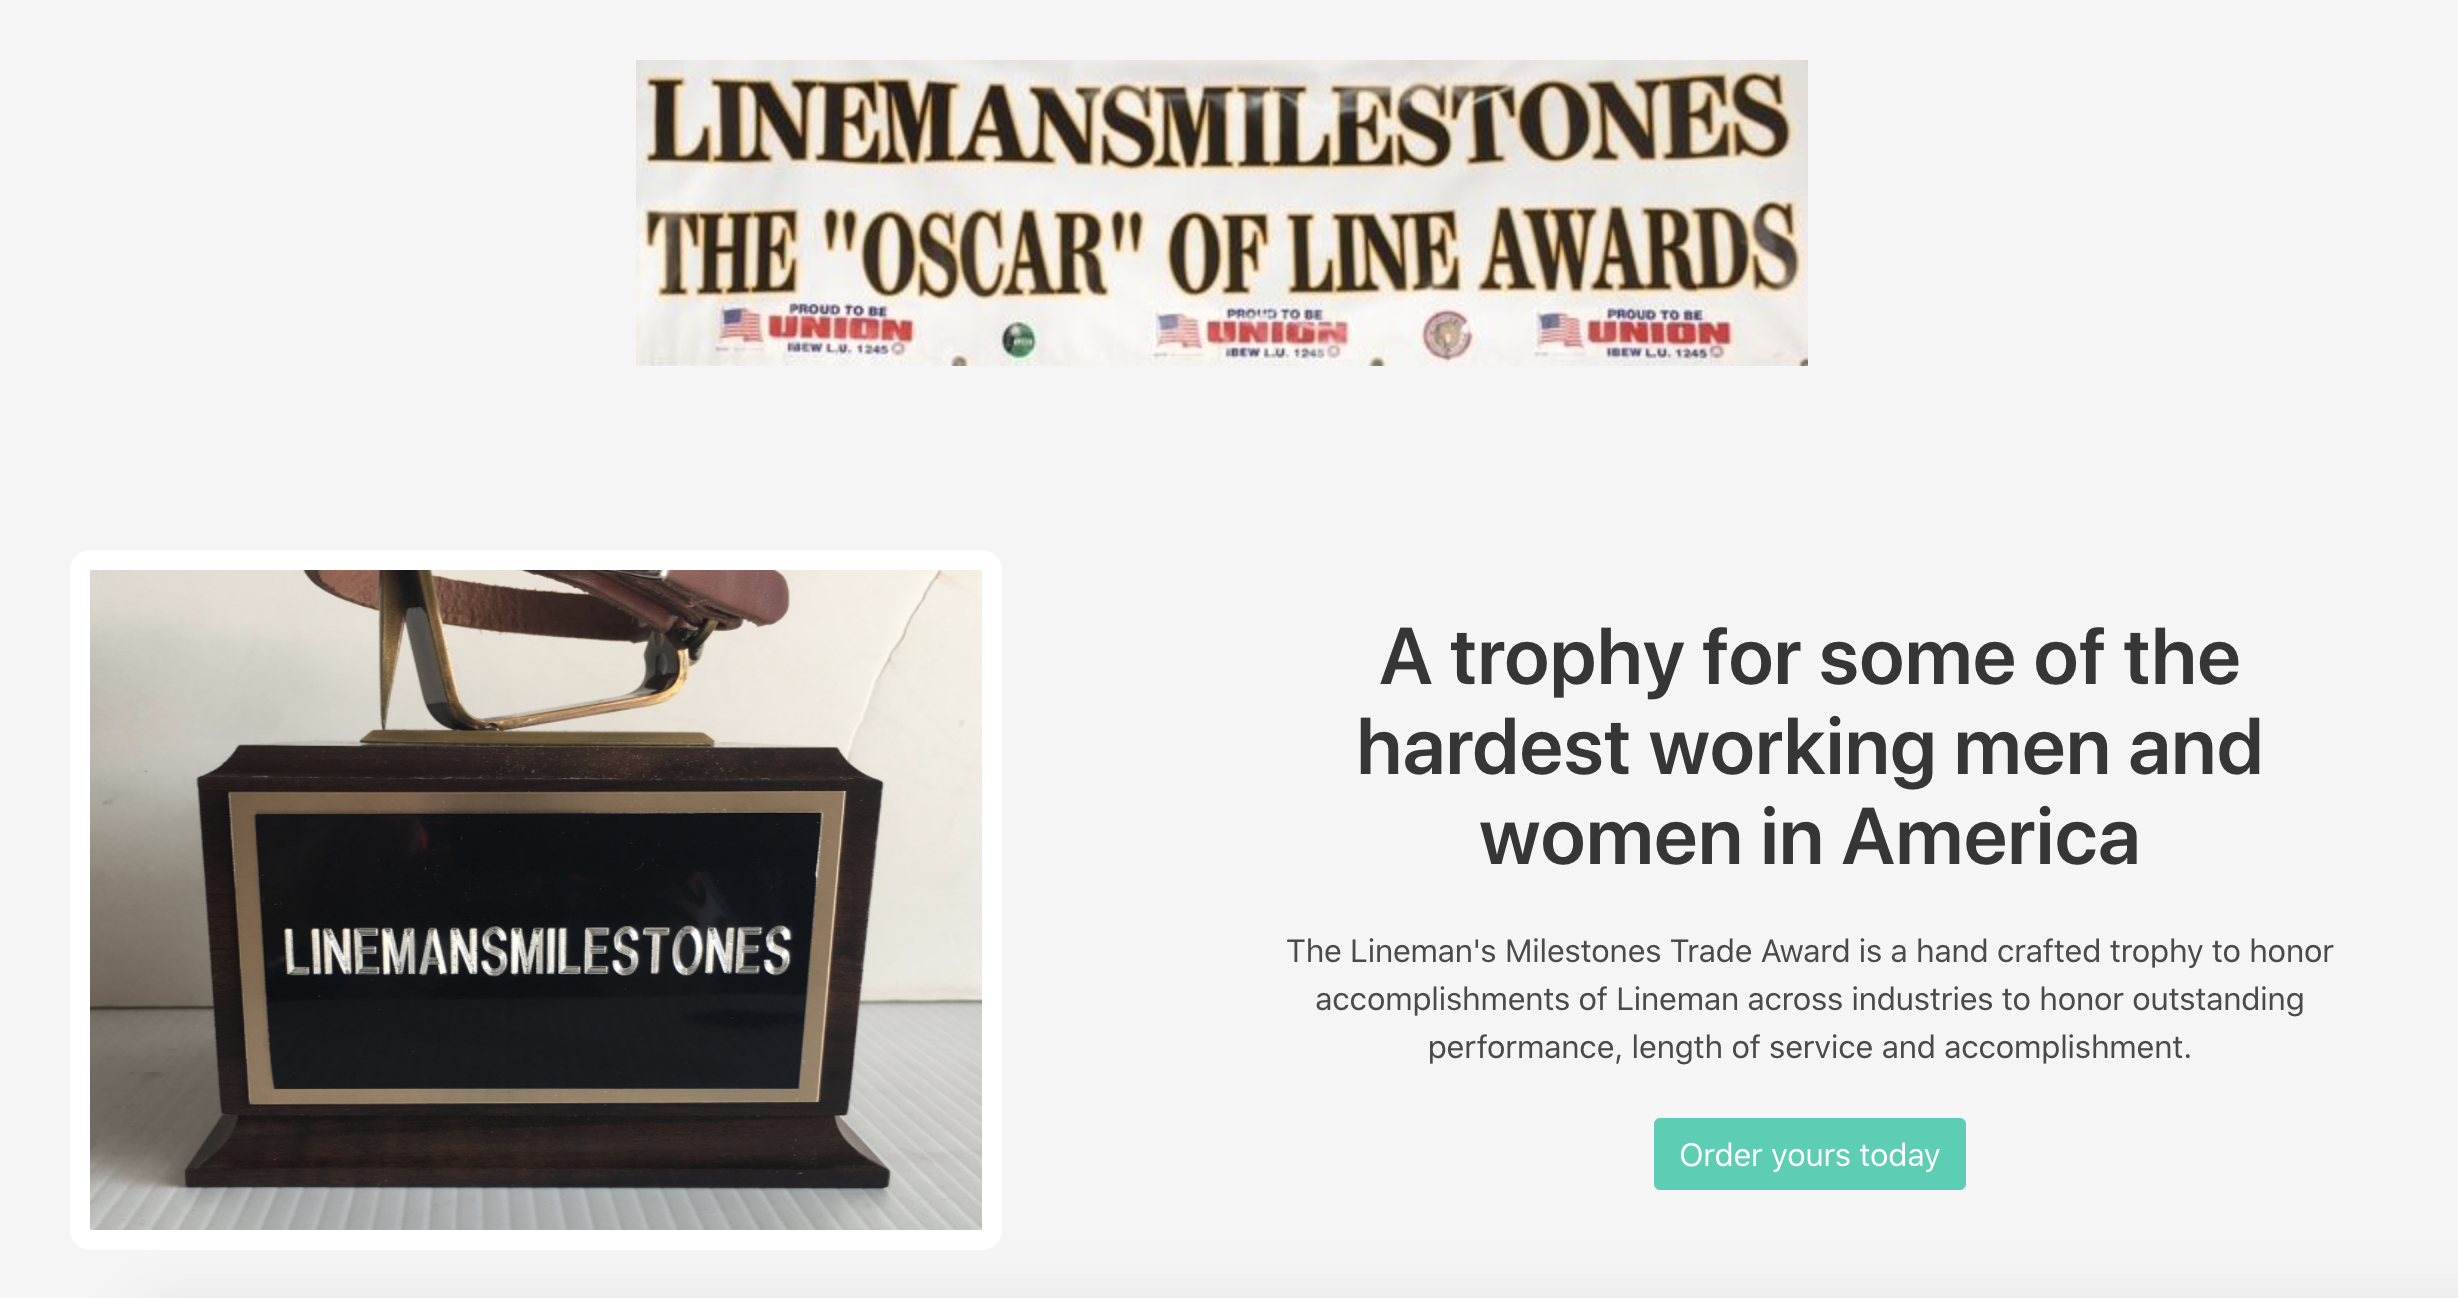 LINEMANSMILESTONES
THE "OSCAR" OF LINE AWARDS
PROUD TO BE
UNION
IBEW L.U. 1245
PROUD TO BE
UNION
IBEW L.U. 1245
PROUD TO BE
UNION
IBEW L.U. 1245
LINEMANSMILESTONES
A trophy for some of the
hardest working men and
women in America
The Lineman's Milestones Trade Award is a hand crafted trophy to honor
accomplishments of Lineman across industries to honor outstanding
performance, length of service and accomplishment.
Order yours today